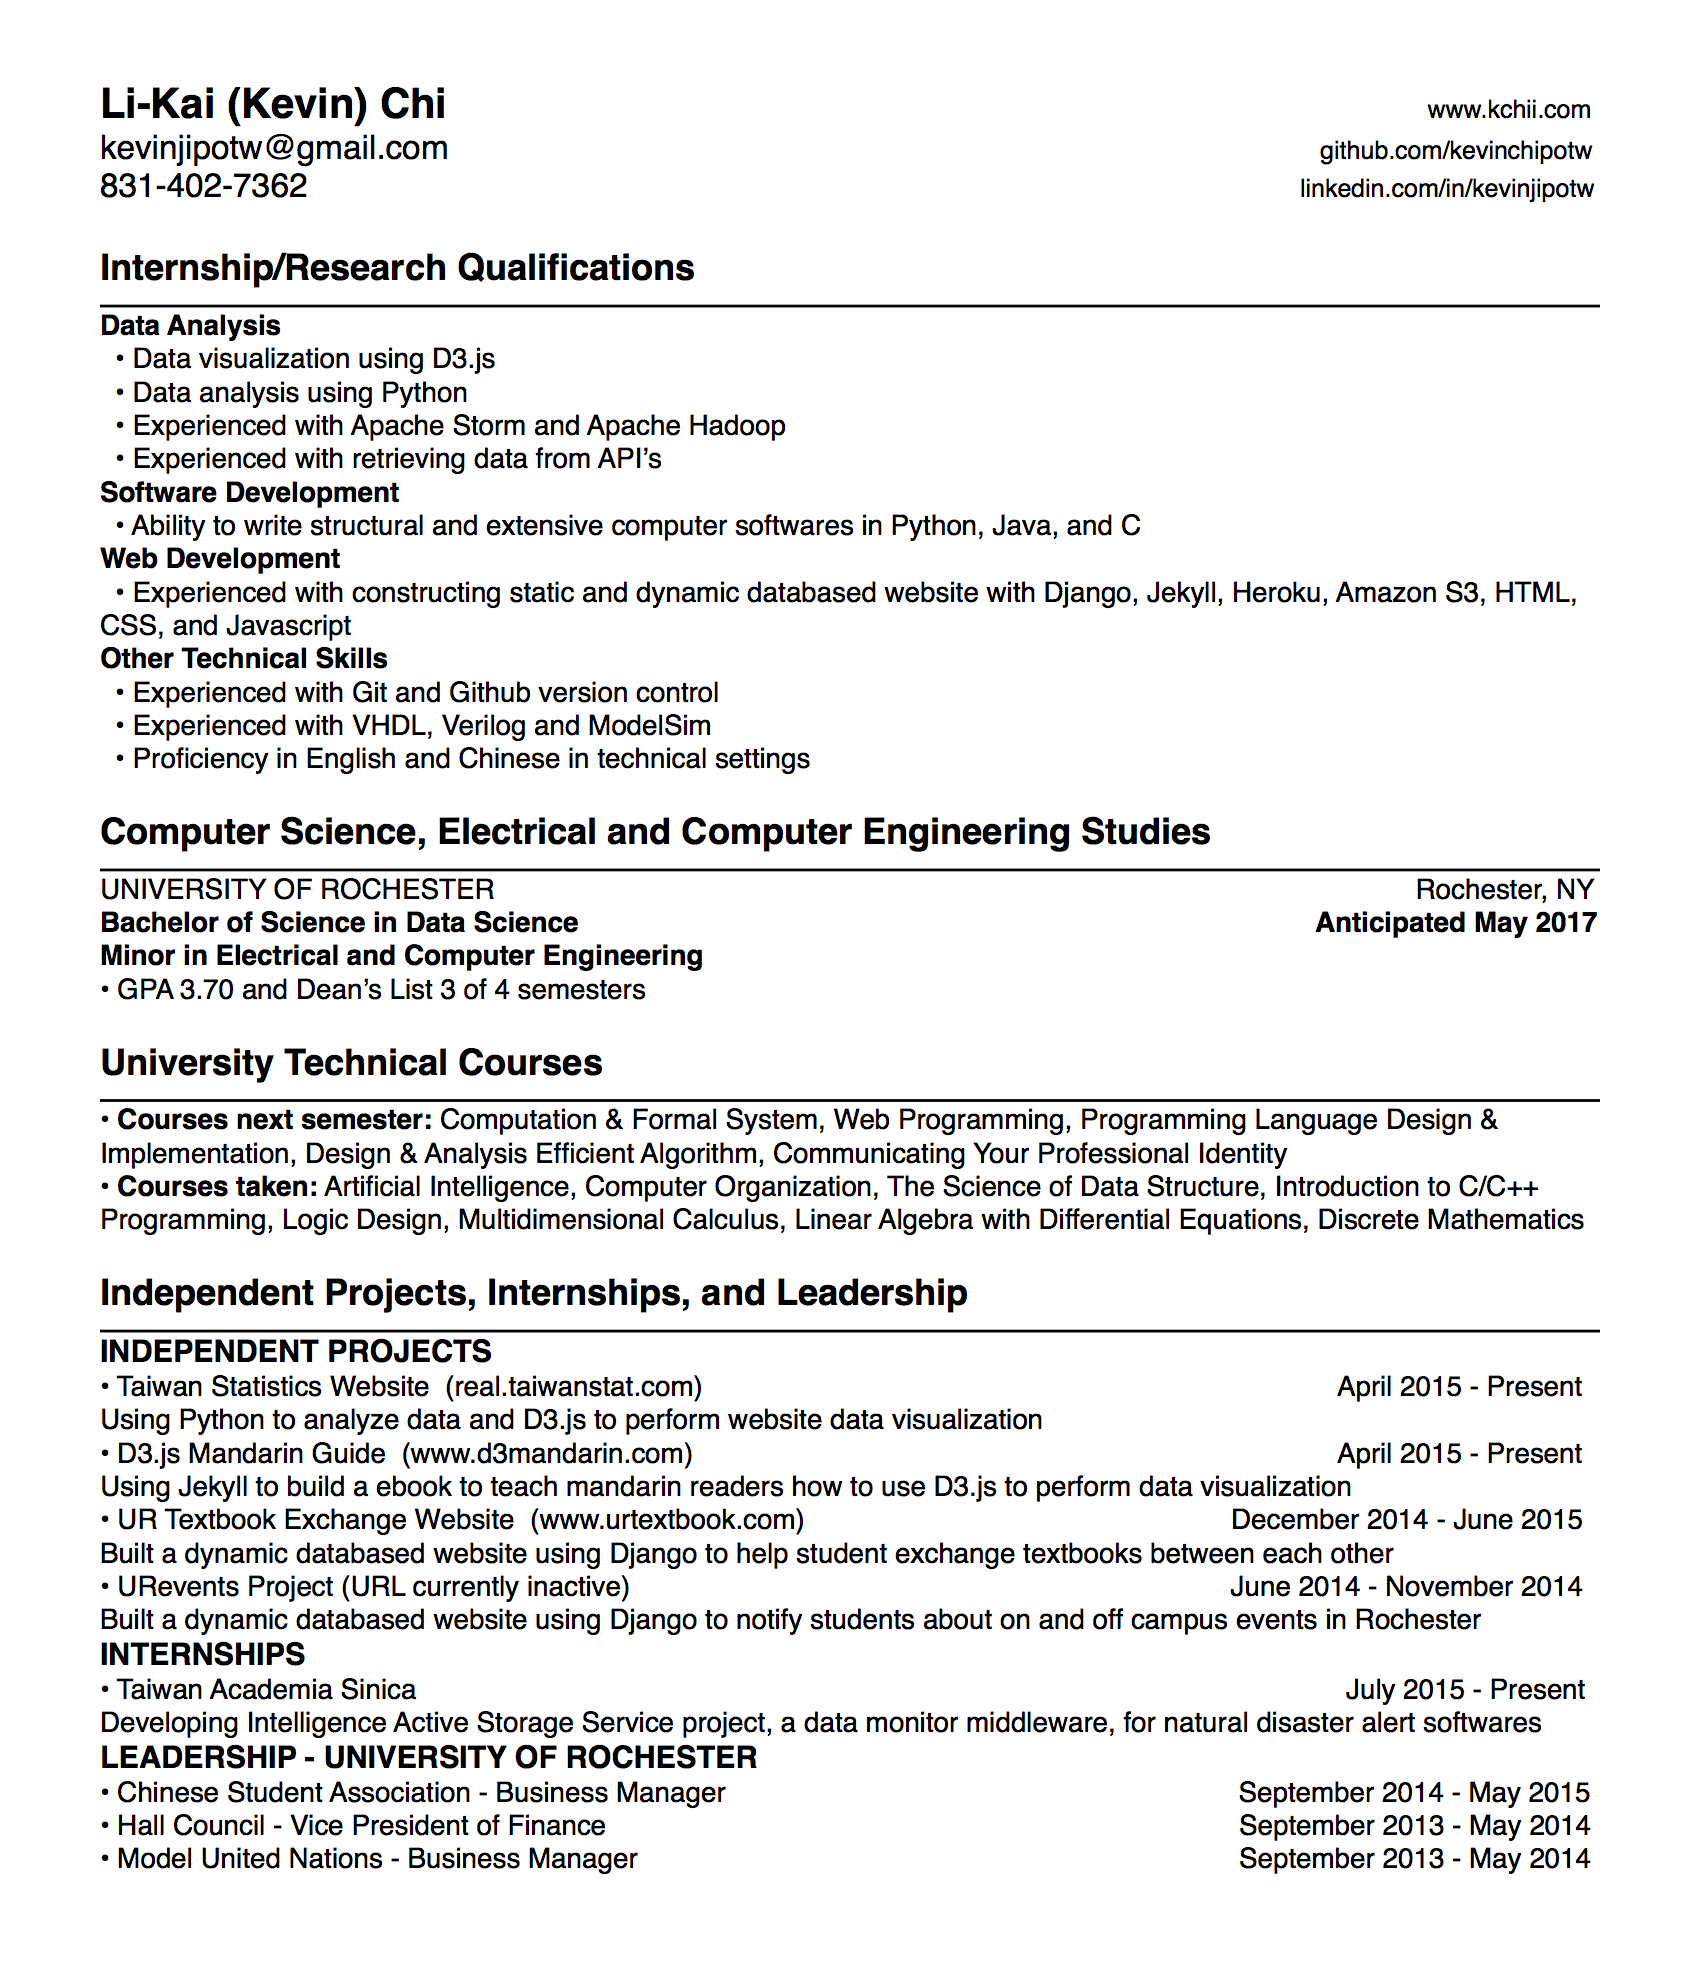 Li-Kai (Kevin) Chi
www.kchii.com
kevinjipotw@gmail.com
github.com/kevinchipotw
831-402-7362
linkedin.com/in/kevinjipotw
Internship/Research Qualifications
Data Analysis
• Data visualization using D3.js
• Data analysis using Python
• Experienced with Apache Storm and Apache Hadoop
• Experienced with retrieving data from API’s
Software Development
• Ability to write structural and extensive computer softwares in Python, Java, and C
Web Development
• Experienced with constructing static and dynamic databased website with Django, Jekyll, Heroku, Amazon S3, HTML,
CSS, and Javascript
Other Technical Skills
• Experienced with Git and Github version control
• Experienced with VHDL, Verilog and ModelSim
• Proficiency in English and Chinese in technical settings
Computer Science, Electrical and Computer Engineering Studies
UNIVERSITY OF ROCHESTER Rochester, NY
Bachelor of Science in Data Science Anticipated May 2017
Minor in Electrical and Computer Engineering
• GPA 3.70 and Dean’s List 3 of 4 semesters
University Technical Courses
• Courses next semester: Computation & Formal System, Web Programming, Programming Language Design &
Implementation, Design & Analysis Efficient Algorithm, Communicating Your Professional Identity
• Courses taken: Artificial Intelligence, Computer Organization, The Science of Data Structure, Introduction to C/C++
Programming, Logic Design, Multidimensional Calculus, Linear Algebra with Differential Equations, Discrete Mathematics
Independent Projects, Internships, and Leadership
INDEPENDENT PROJECTS
• Taiwan Statistics Website (real.taiwanstat.com) April 2015 - Present
Using Python to analyze data and D3.js to perform website data visualization
• D3.js Mandarin Guide (www.d3mandarin.com) April 2015 - Present
Using Jekyll to build a ebook to teach mandarin readers how to use D3.js to perform data visualization
• UR Textbook Exchange Website (www.urtextbook.com) December 2014 - June 2015
Built a dynamic databased website using Django to help student exchange textbooks between each other
• URevents Project (URL currently inactive) June 2014 - November 2014
Built a dynamic databased website using Django to notify students about on and off campus events in Rochester
INTERNSHIPS
• Taiwan Academia Sinica July 2015 - Present
Developing Intelligence Active Storage Service project, a data monitor middleware, for natural disaster alert softwares
LEADERSHIP - UNIVERSITY OF ROCHESTER
• Chinese Student Association - Business Manager September 2014 - May 2015
• Hall Council - Vice President of Finance September 2013 - May 2014
• Model United Nations - Business Manager September 2013 - May 2014